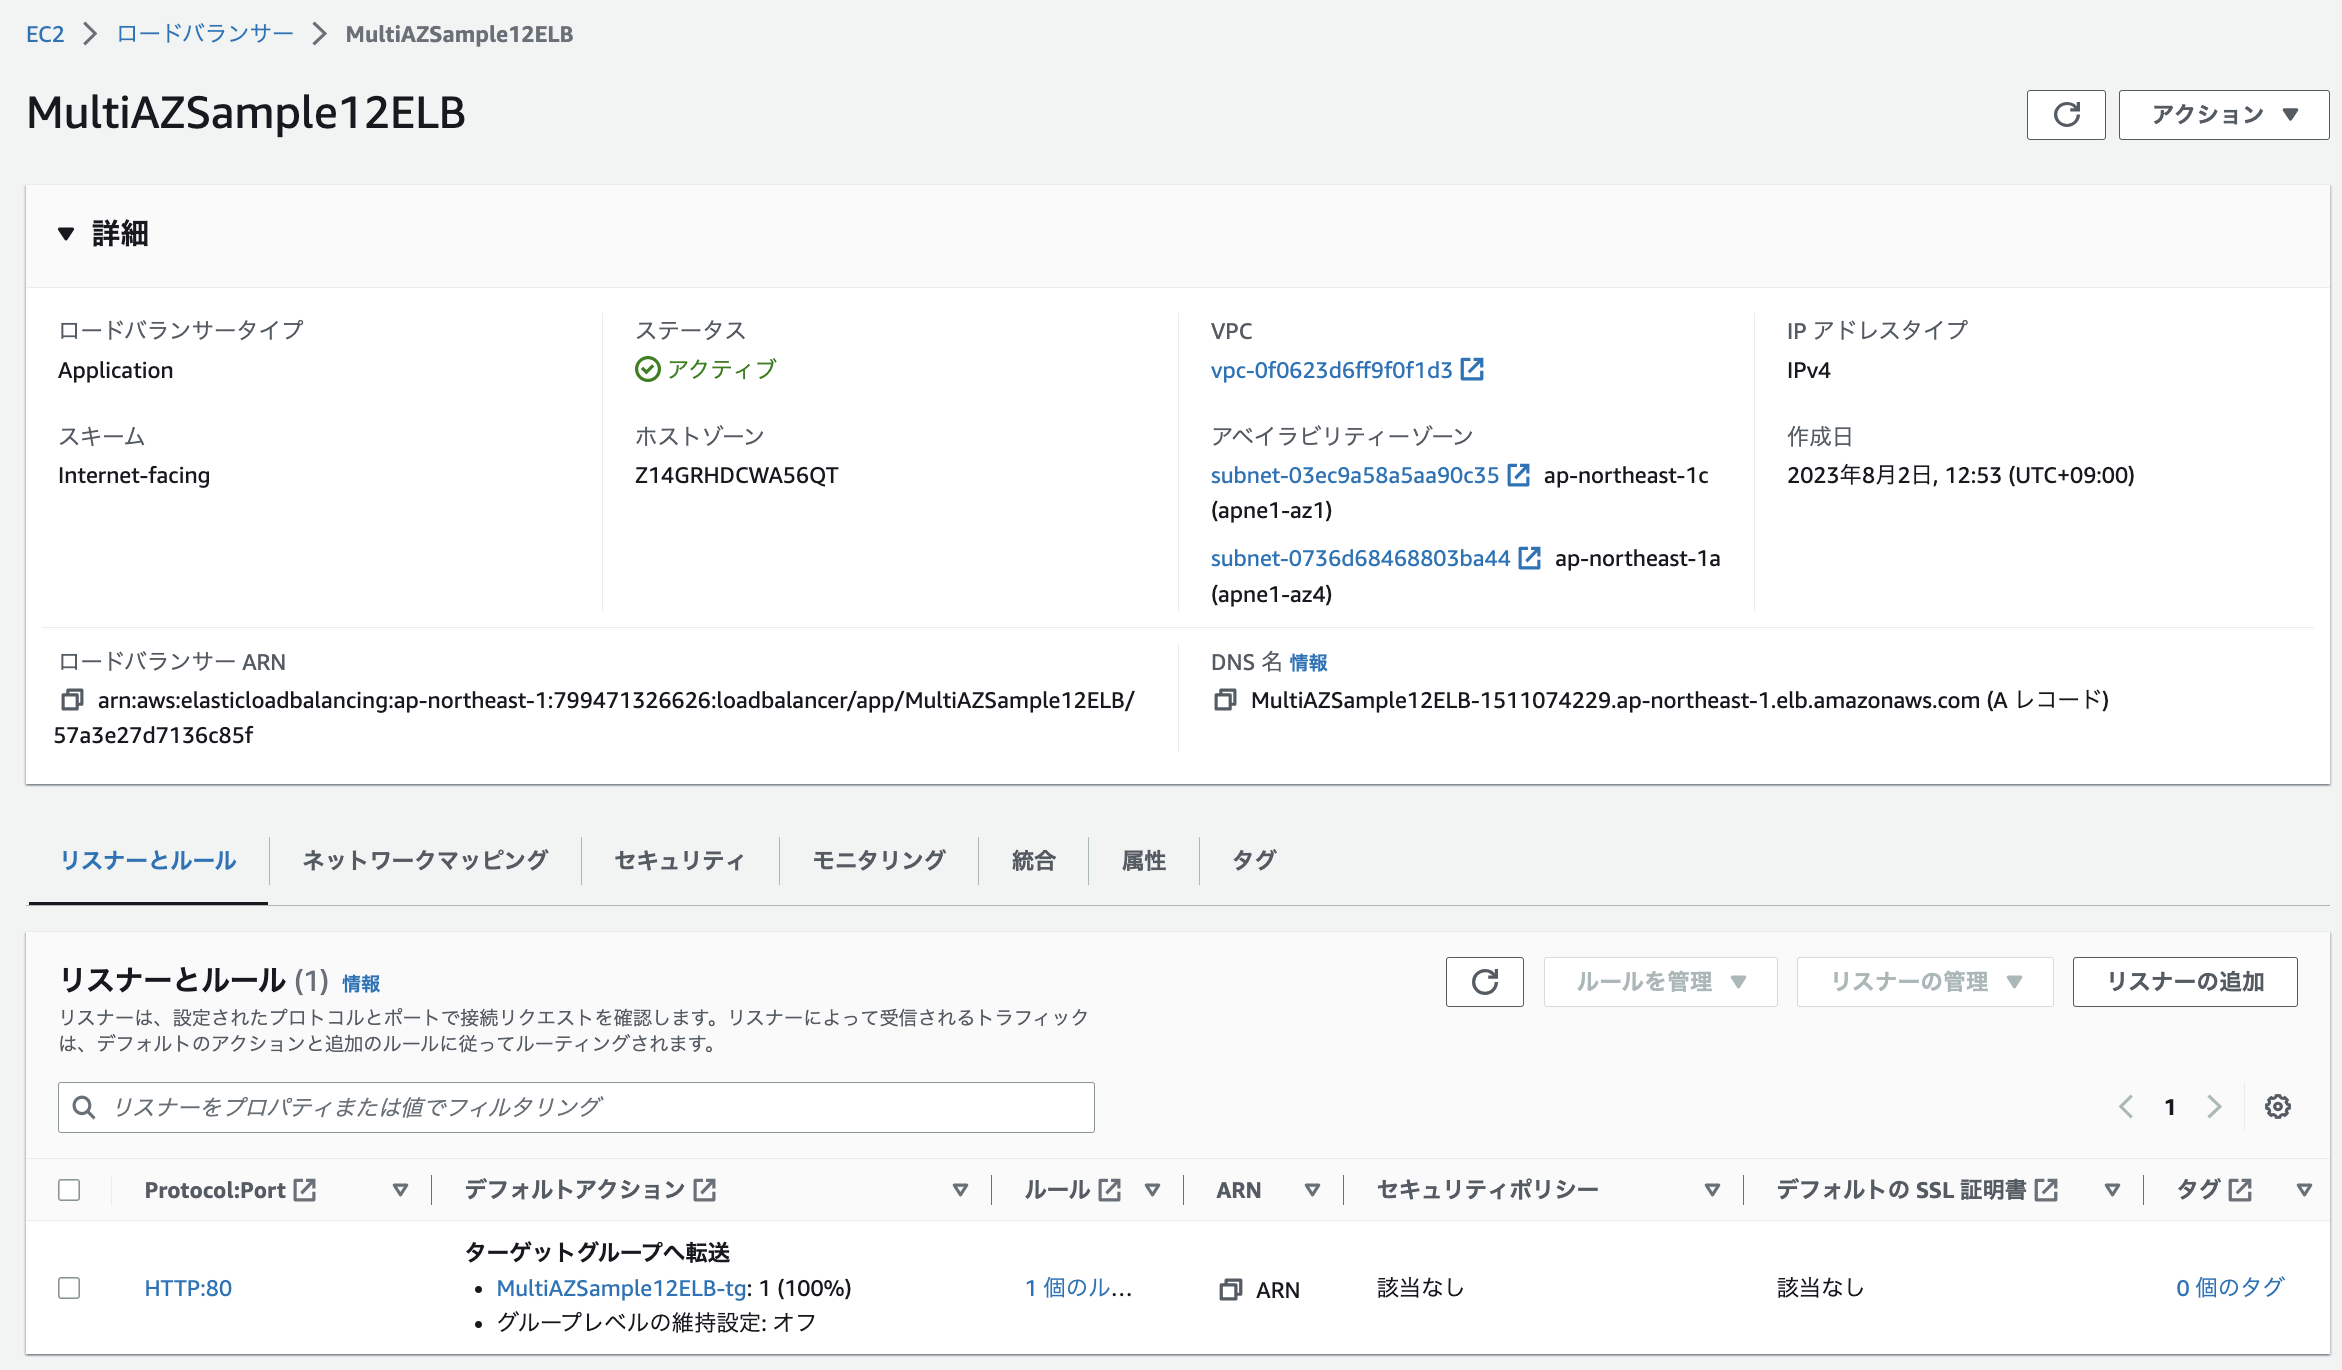 EC2 ロードバランサー MultiAZSample12ELB
MultiAZSample12ELB
アクション
詳細
ロードバランサータイプ
Application
ステータス
アクティブ
VPC
vpc-0f0623d6ff9f0f1d3
IP アドレスタイプ
IPv4
スキーム
Internet-facing
ホストゾーン
Z14GRHDCWA56QT
アベイラビリティーゾーン
subnet-03ec9a58a5aa90c35 ap-northeast-1c
(apne1-az1)
subnet-0736d68468803ba44 ap-northeast-1a
(apne1-az4)
作成日
2023年8月2日, 12:53 (UTC+09:00)
ロードバランサー ARN
arn:aws:elasticloadbalancing:ap-northeast-1:799471326626:loadbalancer/app/MultiAZSample12ELB/
57a3e27d7136c85f
DNS 名 情報
MultiAZSample12ELB-1511074229.ap-northeast-1.elb.amazonaws.com (A レコード)
リスナーとルール ネットワークマッピング セキュリティ モニタリング 統合 属性 タグ
リスナーとルール (1) 情報
ルールを管理 リスナーの管理 リスナーの追加
リスナーは、設定されたプロトコルとポートで接続リクエストを確認します。リスナーによって受信されるトラフィック
は、デフォルトのアクションと追加のルールに従ってルーティングされます。
リスナーをプロパティまたは値でフィルタリング
1
Protocol:Port デフォルトアクション ルール ARN セキュリティポリシー デフォルトの SSL 証明書 タグ
ターゲットグループへ転送
HTTP:80 • MultiAZSample12ELB-tg: 1 (100%) 1 個のル... ARN 該当なし 該当なし 0 個のタグ
• グループレベルの維持設定: オフ